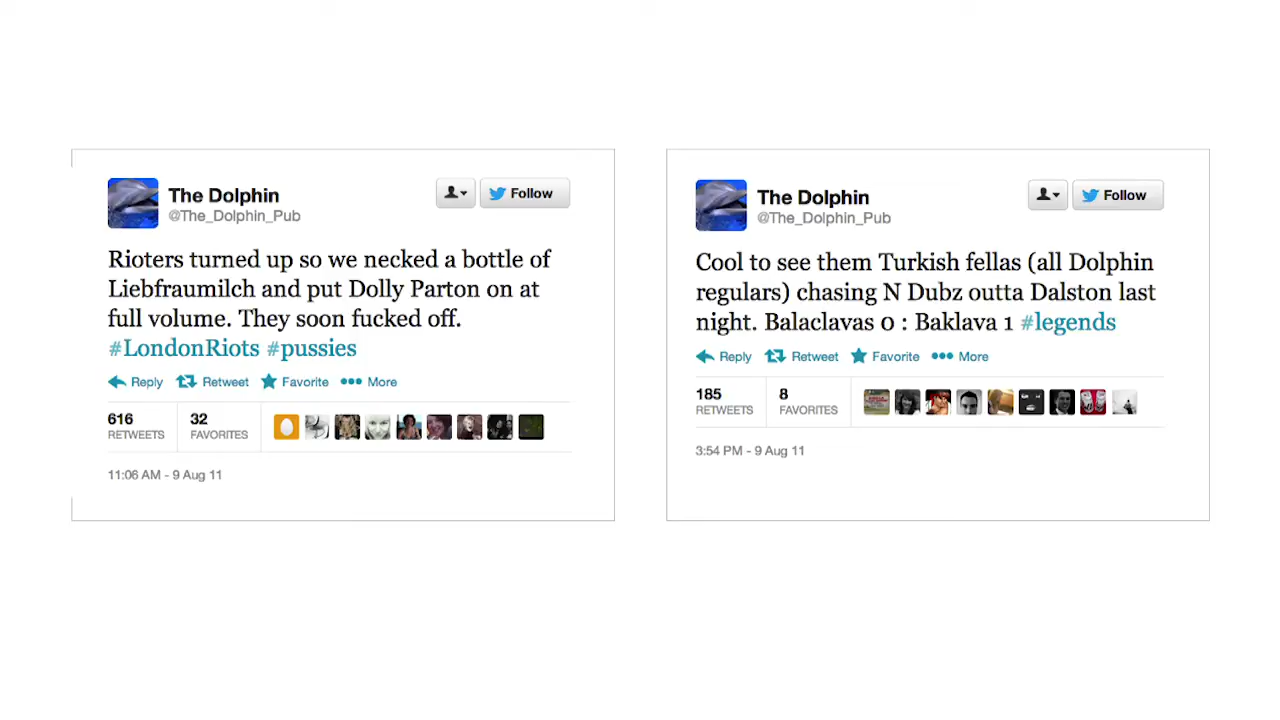 The Dolphin
@The_Dolphin_Pub
Follow
Rioters turned up so we necked a bottle of
Liebfraumilch and put Dolly Parton on at
full volume. They soon fucked off.
#LondonRiots #pussies
Reply Retweet Favorite More
616 32
RETWEETS FAVORITES
11:06 AM - 9 Aug 11
The Dolphin
@The_Dolphin_Pub
Follow
Cool to see them Turkish fellas (all Dolphin
regulars) chasing N Dubz outta Dalston last
night. Balaclavas 0 : Baklava 1 #legends
Reply Retweet Favorite More
185 8
RETWEETS FAVORITES
3:54 PM - 9 Aug 11